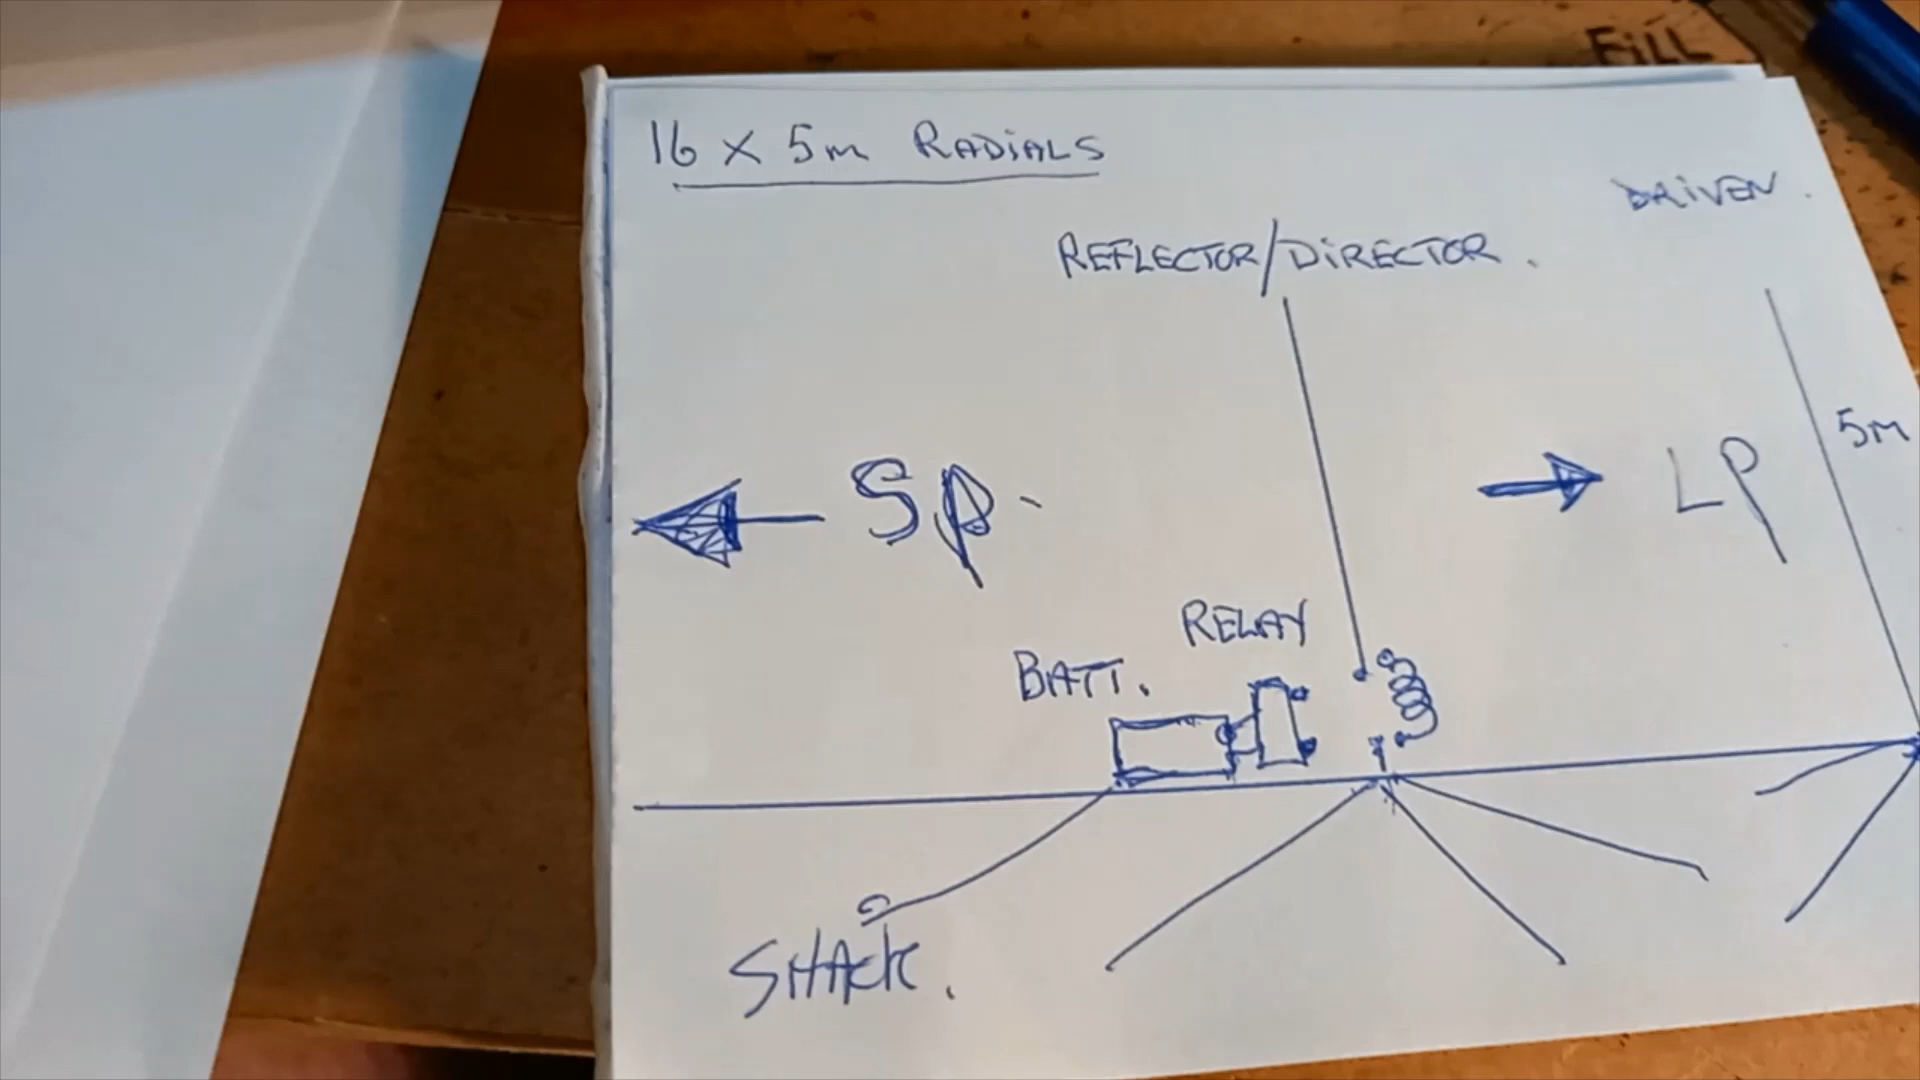 FILL
16 x 5m RADIALS
DRIVEN.
REFLECTOR/DIRECTOR.
5m
SP.
LP
RELAY
BATT.
SHACK.